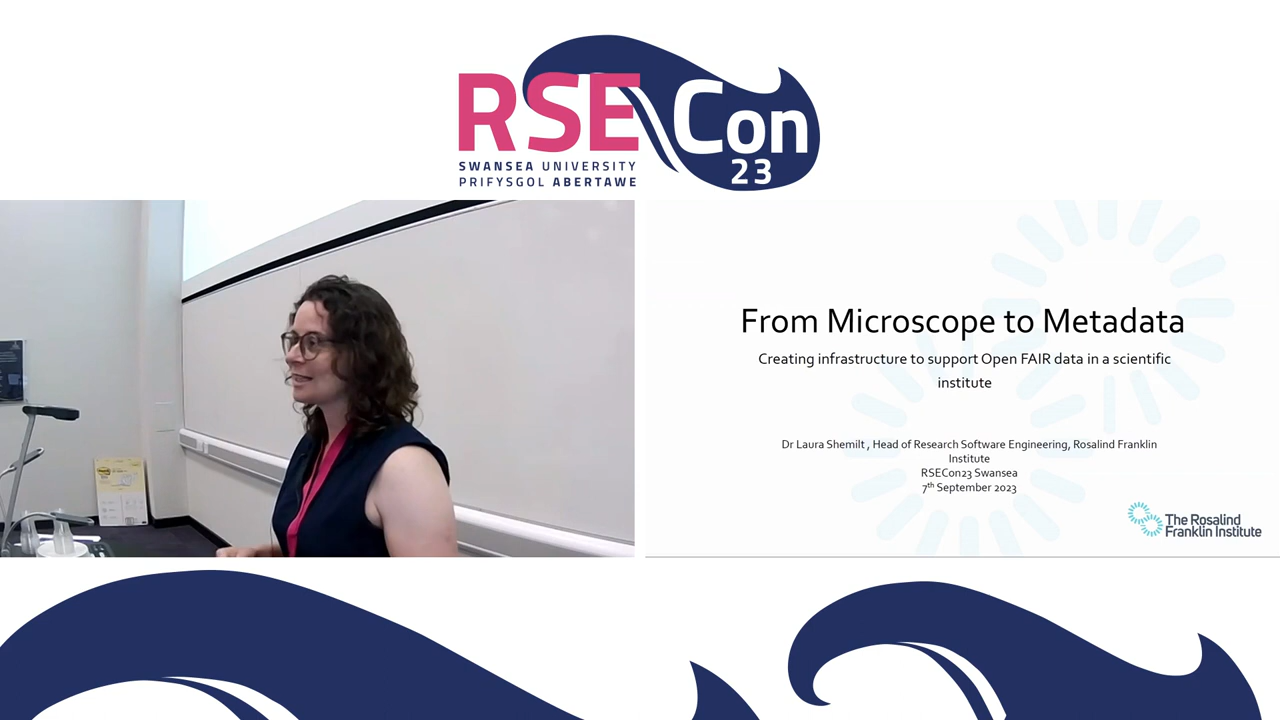 RSE Con
23
SWANSEA UNIVERSITY
PRIFYSGOL ABERTAWE
From Microscope to Metadata
Creating infrastructure to support Open FAIR data in a scientific
institute
Dr Laura Shemilt , Head of Research Software Engineering, Rosalind Franklin
Institute
RSECon23 Swansea
7th September 2023
The Rosalind
Franklin Institute